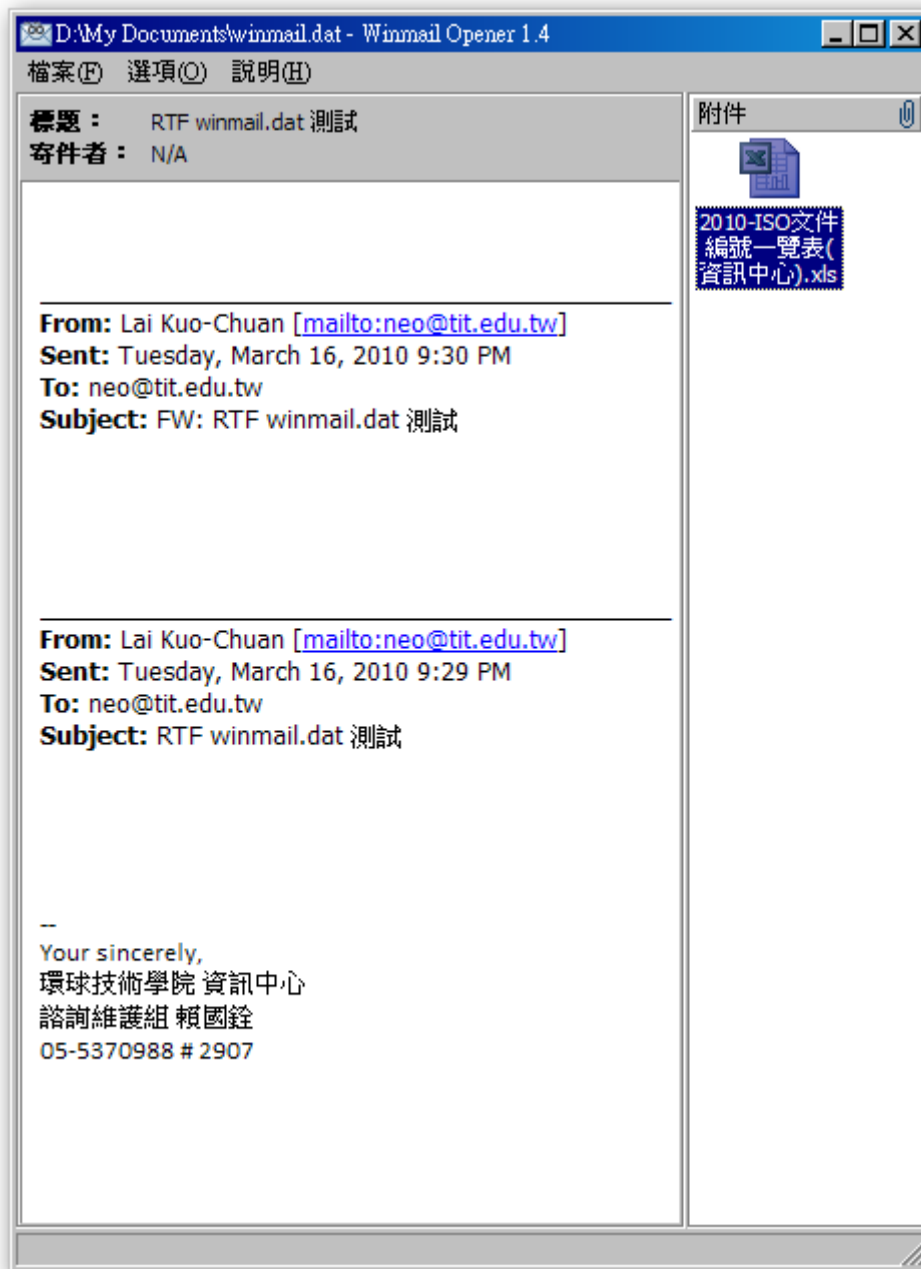 D:\My Documents\winmail.dat - Winmail Opener 1.4
檔案(F) 選項(O) 說明(H)
標題： RTF winmail.dat 測試
寄件者： N/A
附件
2010-ISO文件
編號一覽表(
資訊中心).xls
From: Lai Kuo-Chuan [mailto:neo@tit.edu.tw]
Sent: Tuesday, March 16, 2010 9:30 PM
To: neo@tit.edu.tw
Subject: FW: RTF winmail.dat 測試
From: Lai Kuo-Chuan [mailto:neo@tit.edu.tw]
Sent: Tuesday, March 16, 2010 9:29 PM
To: neo@tit.edu.tw
Subject: RTF winmail.dat 測試
--
Your sincerely,
環球技術學院 資訊中心
諮詢維護組 賴國銓
05-5370988 # 2907